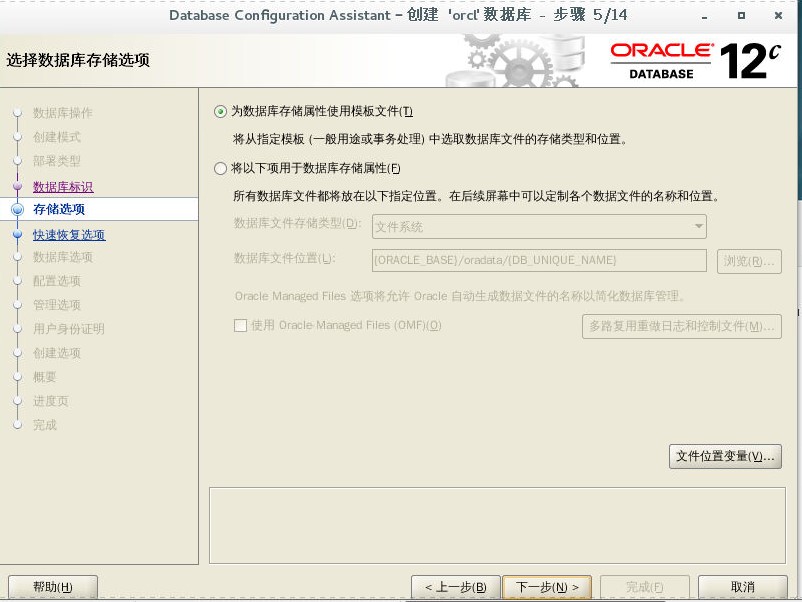 Database Configuration Assistant - 创建 'orcl' 数据库 - 步骤 5/14
选择数据库存储选项
ORACLE
DATABASE
12c
数据库操作
创建模式
部署类型
数据库标识
存储选项
快速恢复选项
数据库选项
配置选项
管理选项
用户身份证明
创建选项
概要
进度页
完成
为数据库存储属性使用模板文件(T)
将从指定模板 (一般用途或事务处理) 中选取数据库文件的存储类型和位置。
将以下项用于数据库存储属性(F)
所有数据库文件都将放在以下指定位置。在后续屏幕中可以定制各个数据文件的名称和位置。
数据库文件存储类型(D): 文件系统
数据库文件位置(L): {ORACLE_BASE}/oradata/{DB_UNIQUE_NAME} 浏览(R)...
Oracle Managed Files 选项将允许 Oracle 自动生成数据文件的名称以简化数据库管理。
使用 Oracle-Managed Files (OMF)(O) 多路复用重做日志和控制文件(M)...
文件位置变量(V)...
帮助(H) < 上一步(B) 下一步(N) > 完成(F) 取消